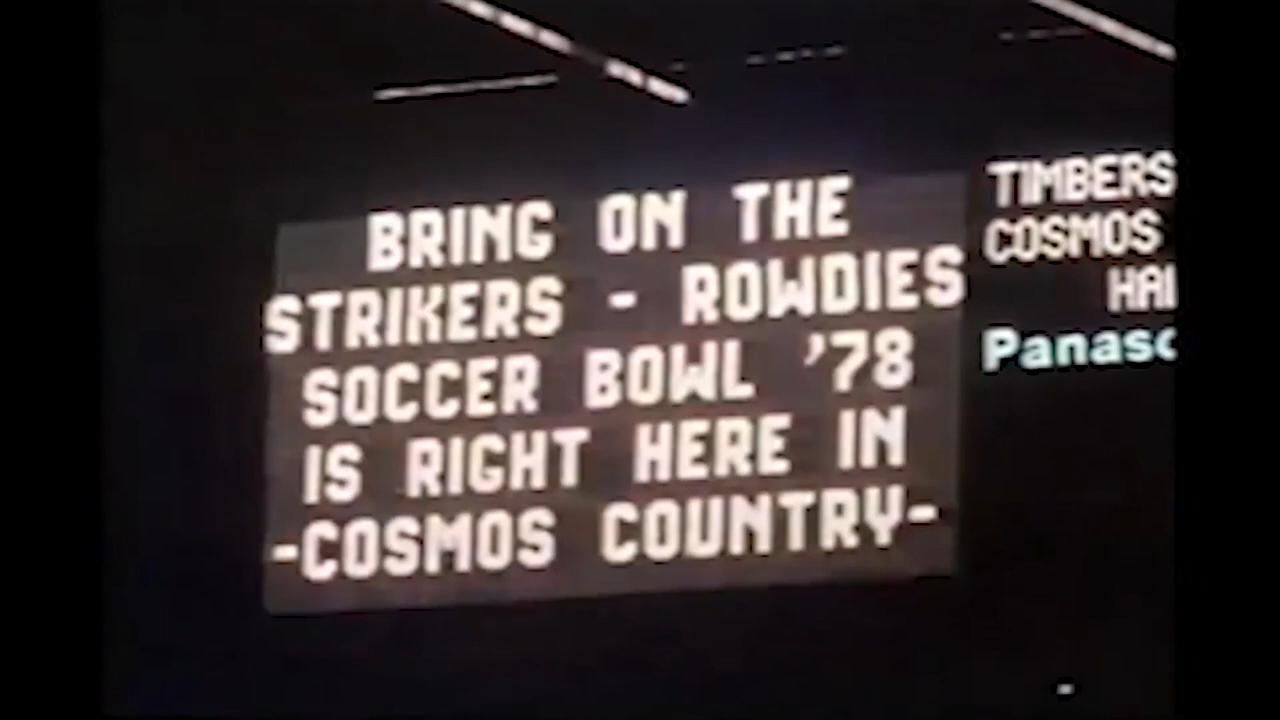 BRING ON THE
STRIKERS - ROWDIES
SOCCER BOWL '78
IS RIGHT HERE IN
-COSMOS COUNTRY-
TIMBERS
COSMOS